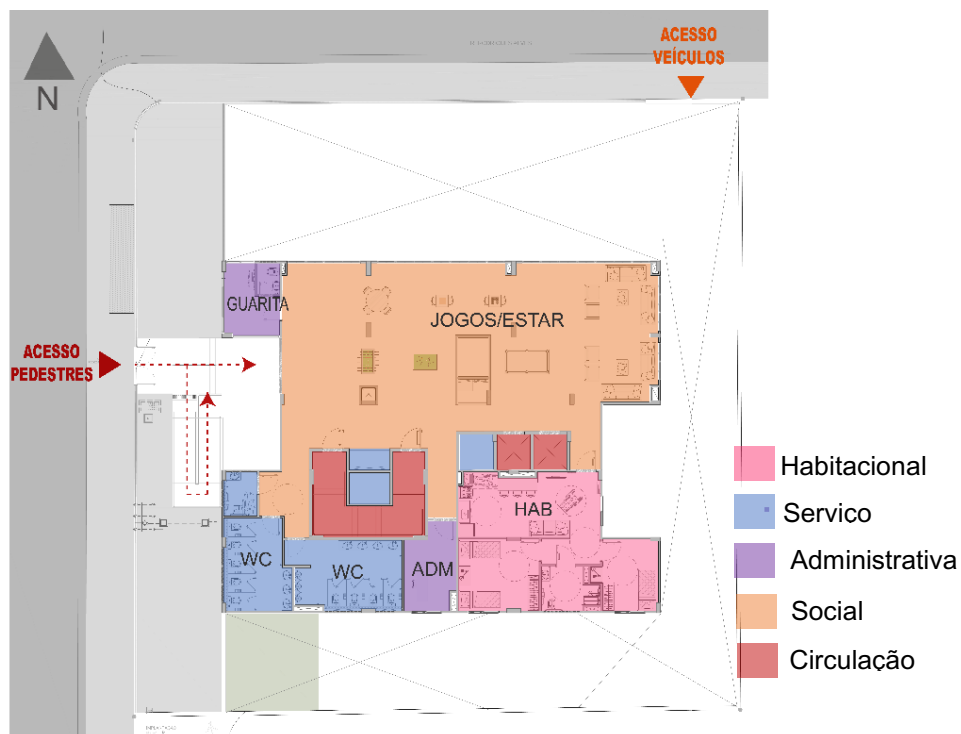 ACESSO
VEÍCULOS
N
GUARITA
JOGOS/ESTAR
ACESSO
PEDESTRES
HAB
WC
WC
ADM
Habitacional
Servico
Administrativa
Social
Circulação